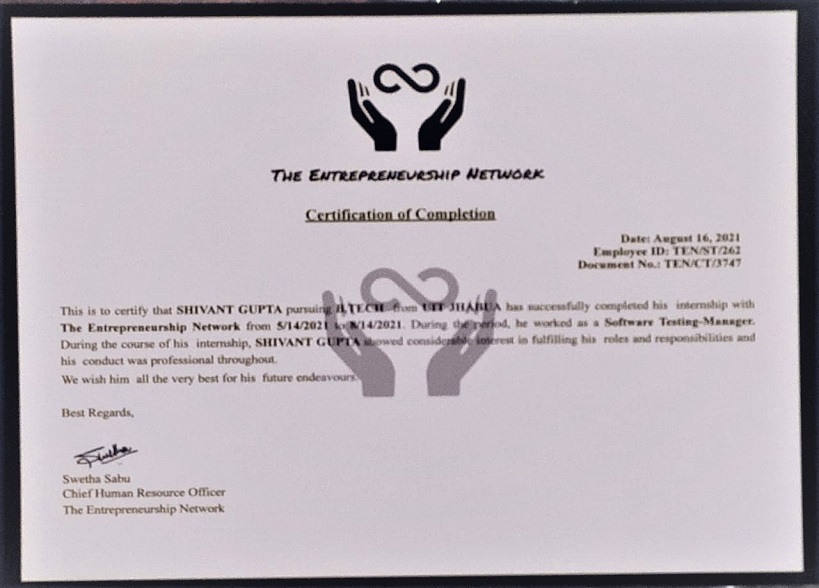 THE ENTREPRENEURSHIP NETWORK
Certification of Completion
Date: August 16, 2021
Employee ID: TEN/ST/262
Document No.: TEN/CT/3747
This is to certify that SHIVANT GUPTA pursuing B.TECH from UIT JHABUA has successfully completed his internship with
The Entrepreneurship Network from 5/14/2021 to 8/14/2021. During the period, he worked as a Software Testing-Manager.
During the course of his internship, SHIVANT GUPTA showed considerable interest in fulfilling his roles and responsibilities and
his conduct was professional throughout.
We wish him all the very best for his future endeavours.
Best Regards,
Swetha
Swetha Sabu
Chief Human Resource Officer
The Entrepreneurship Network